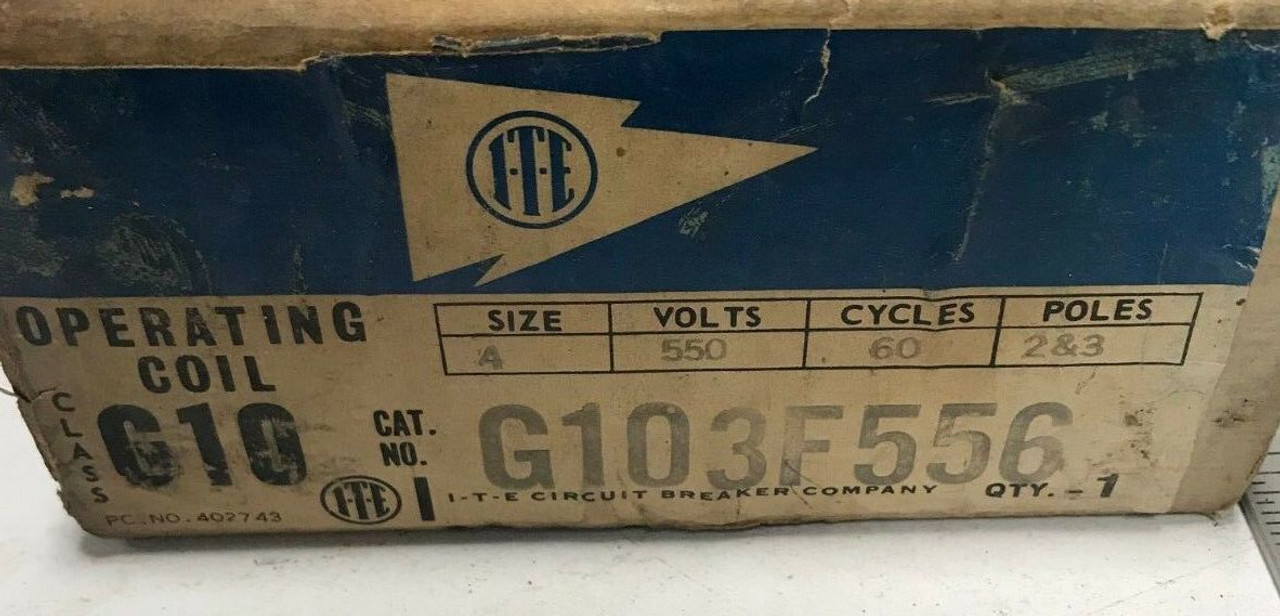 I-T-E
OPERATING
COIL
CLASS
G10
SIZE VOLTS CYCLES POLES
A 550 60 2&3
CAT.
NO.
G103F556
I-T-E
I-T-E CIRCUIT BREAKER COMPANY QTY. - 1
PC. NO. 402743